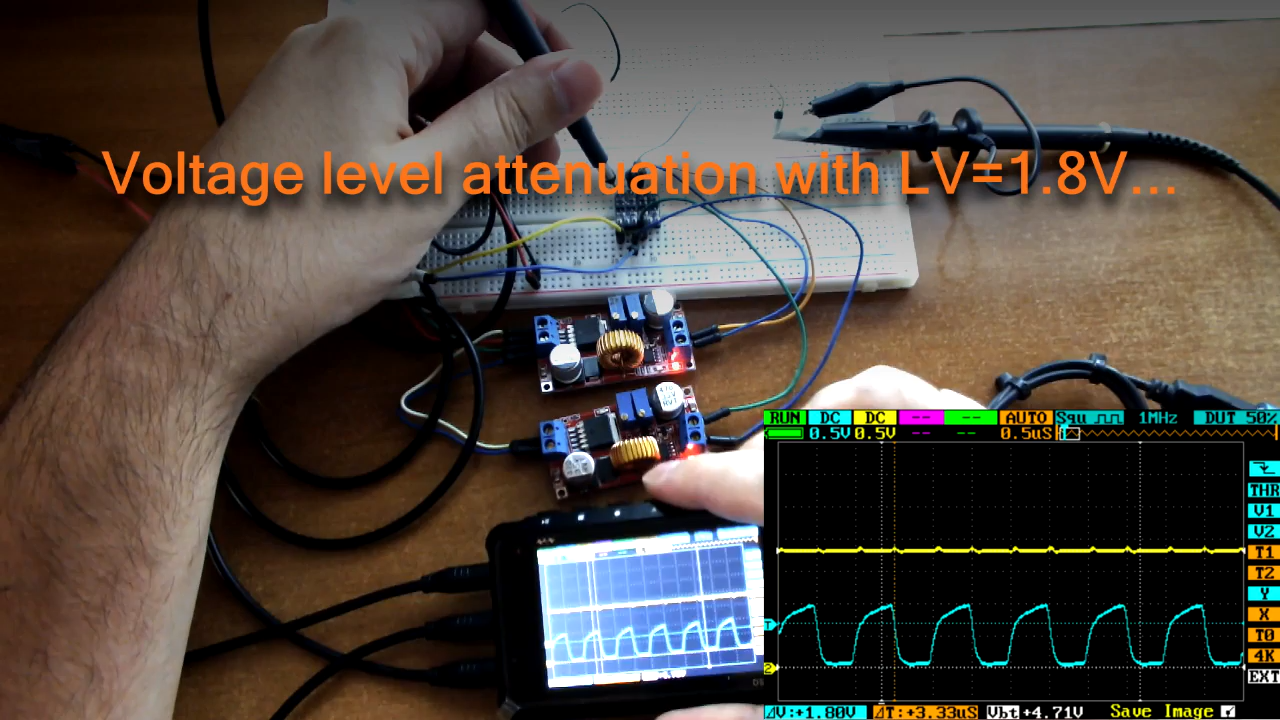 Voltage level attenuation with LV=1.8V...
RUN DC DC -- -- AUTO Squ 1MHz DUT 50%
0.5V 0.5V -- -- 0.5uS
THR
V1
V2
T1
T2
Y
X
T0
4K
EXT
T
2
ΔV:+1.80V ΔT:+3.33uS Vbt +4.71V Save Image